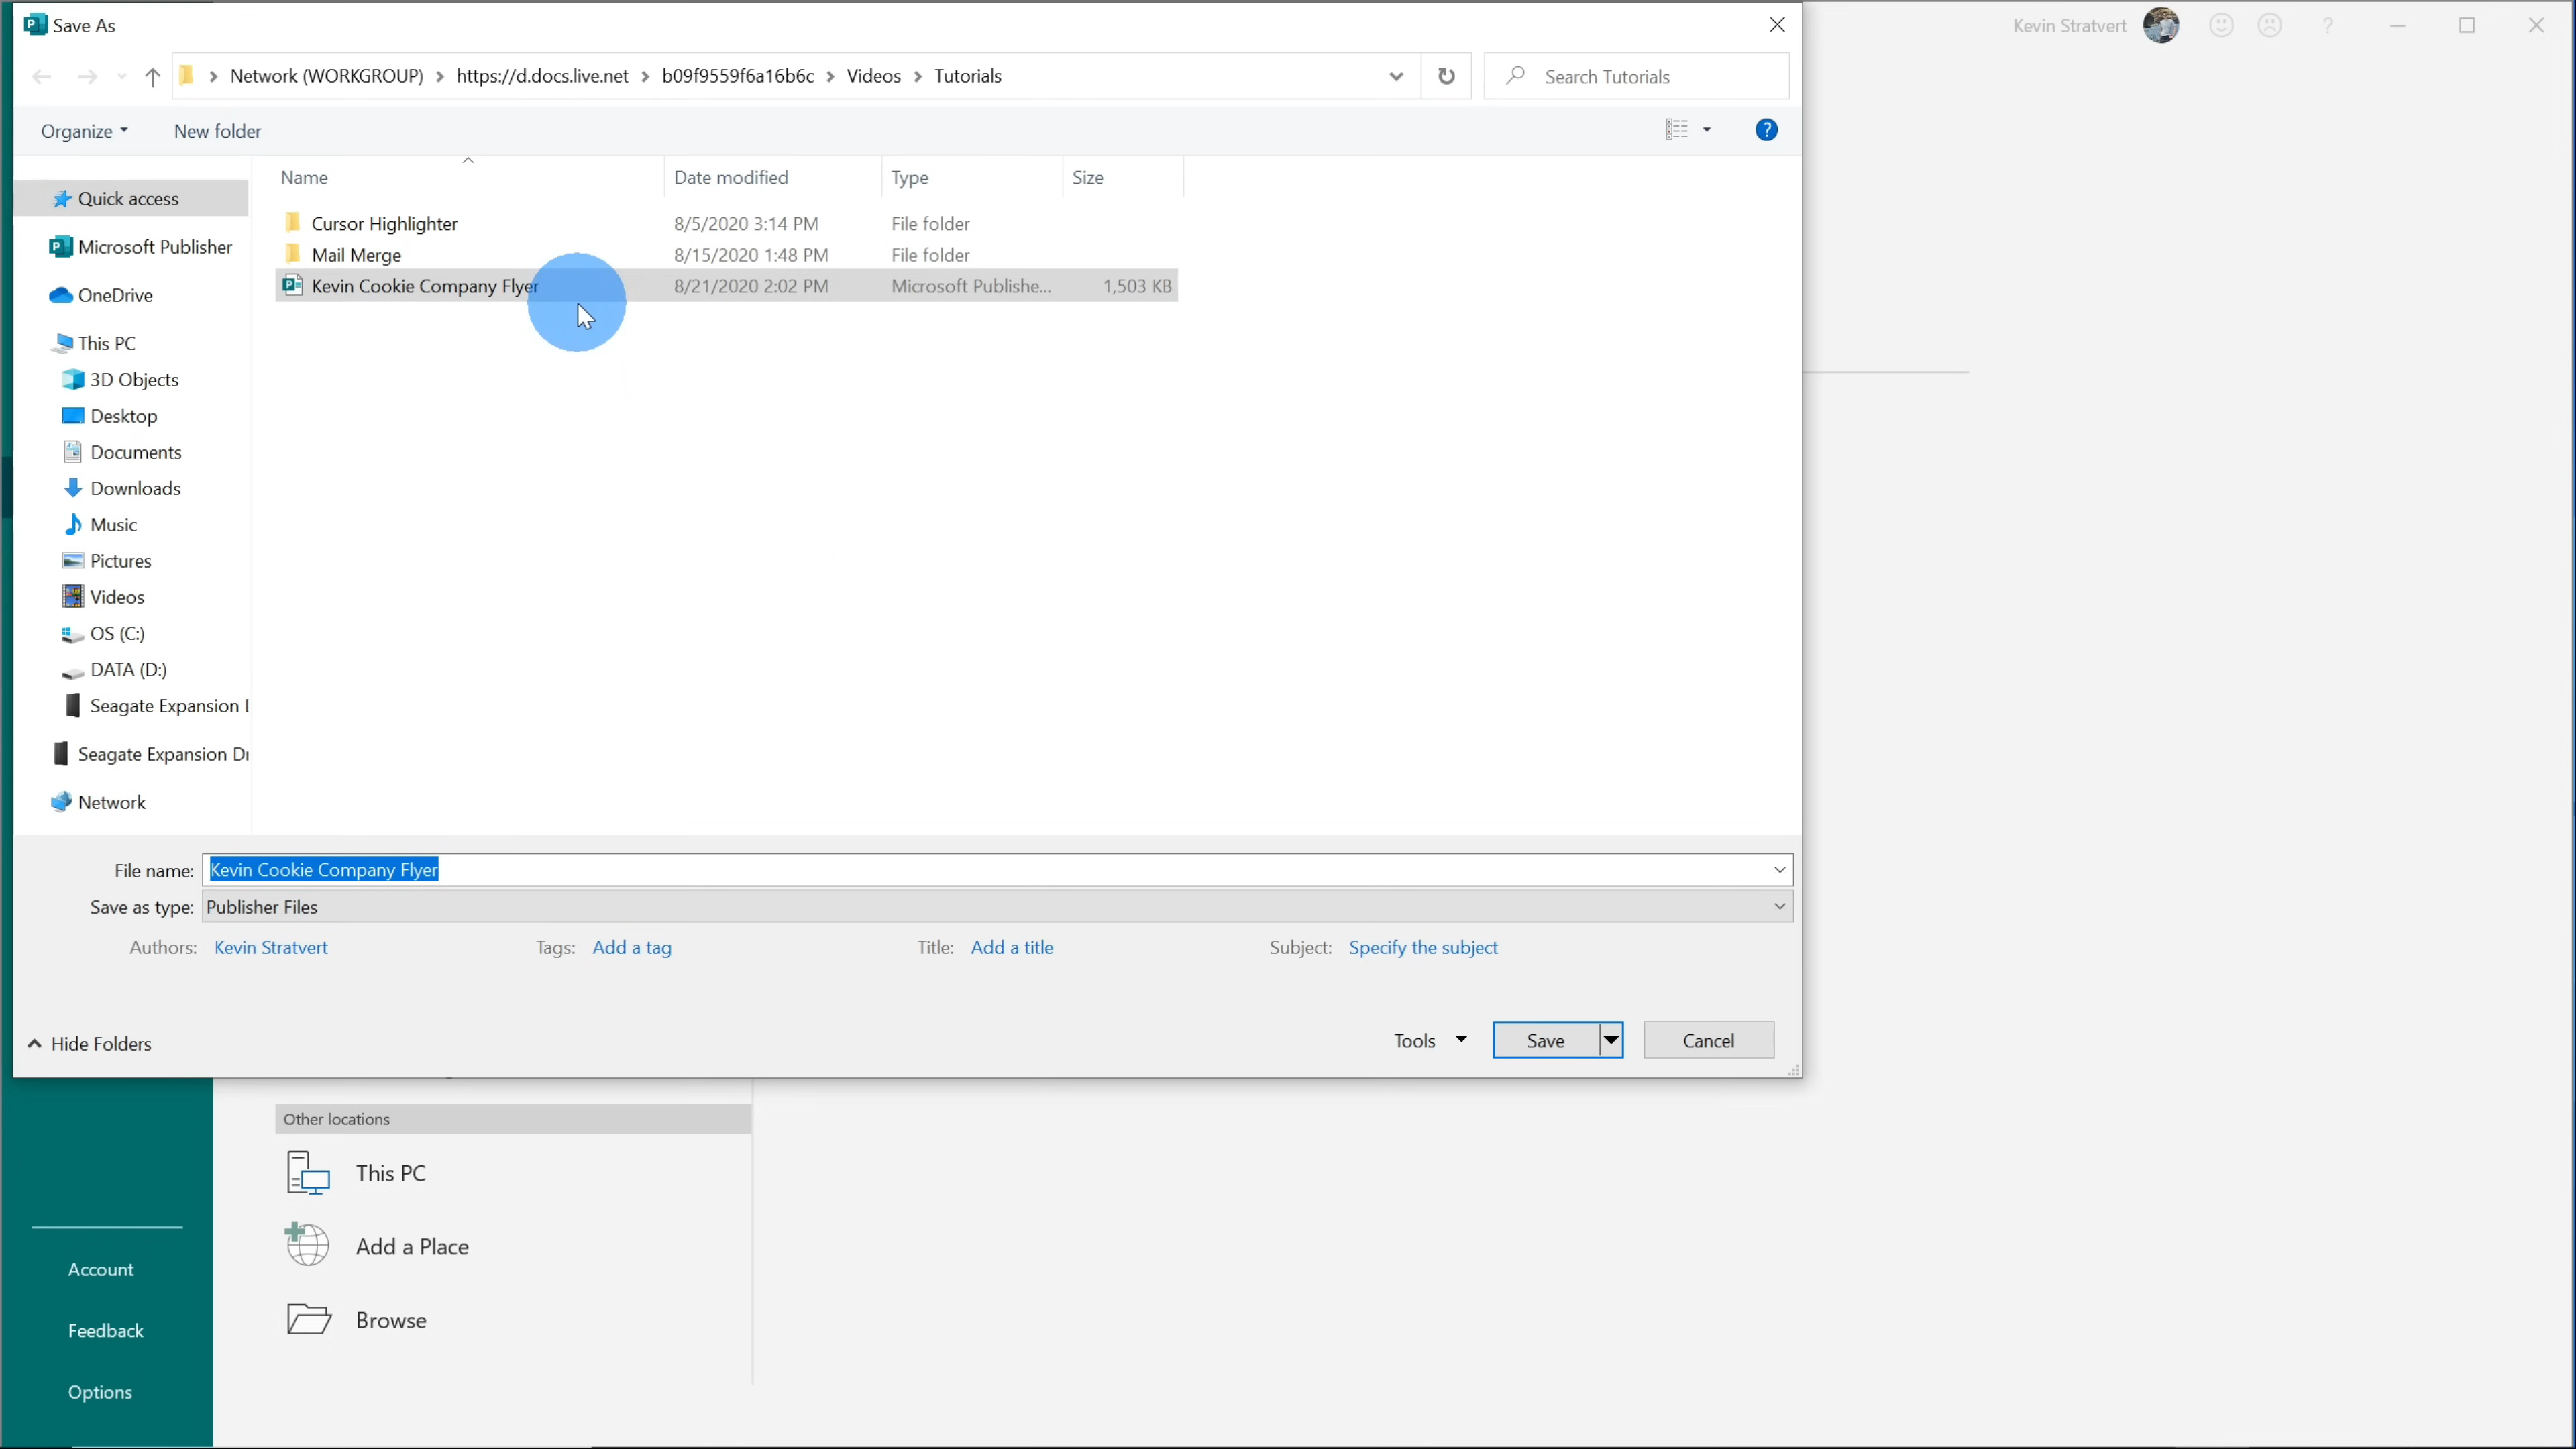 Save As
Kevin Stratvert
Network (WORKGROUP) https://d.docs.live.net b09f9559f6a16b6c Videos Tutorials
Search Tutorials
Organize New folder
Name Date modified Type Size
Quick access
Microsoft Publisher
OneDrive
This PC
3D Objects
Desktop
Documents
Downloads
Music
Pictures
Videos
OS (C:)
DATA (D:)
Seagate Expansion
Seagate Expansion Dr
Network
Cursor Highlighter 8/5/2020 3:14 PM File folder
Mail Merge 8/15/2020 1:48 PM File folder
Kevin Cookie Company Flyer 8/21/2020 2:02 PM Microsoft Publishe... 1,503 KB
File name: Kevin Cookie Company Flyer
Save as type: Publisher Files
Authors: Kevin Stratvert Tags: Add a tag Title: Add a title Subject: Specify the subject
Hide Folders Tools Save Cancel
Other locations
This PC
Add a Place
Browse
Account
Feedback
Options